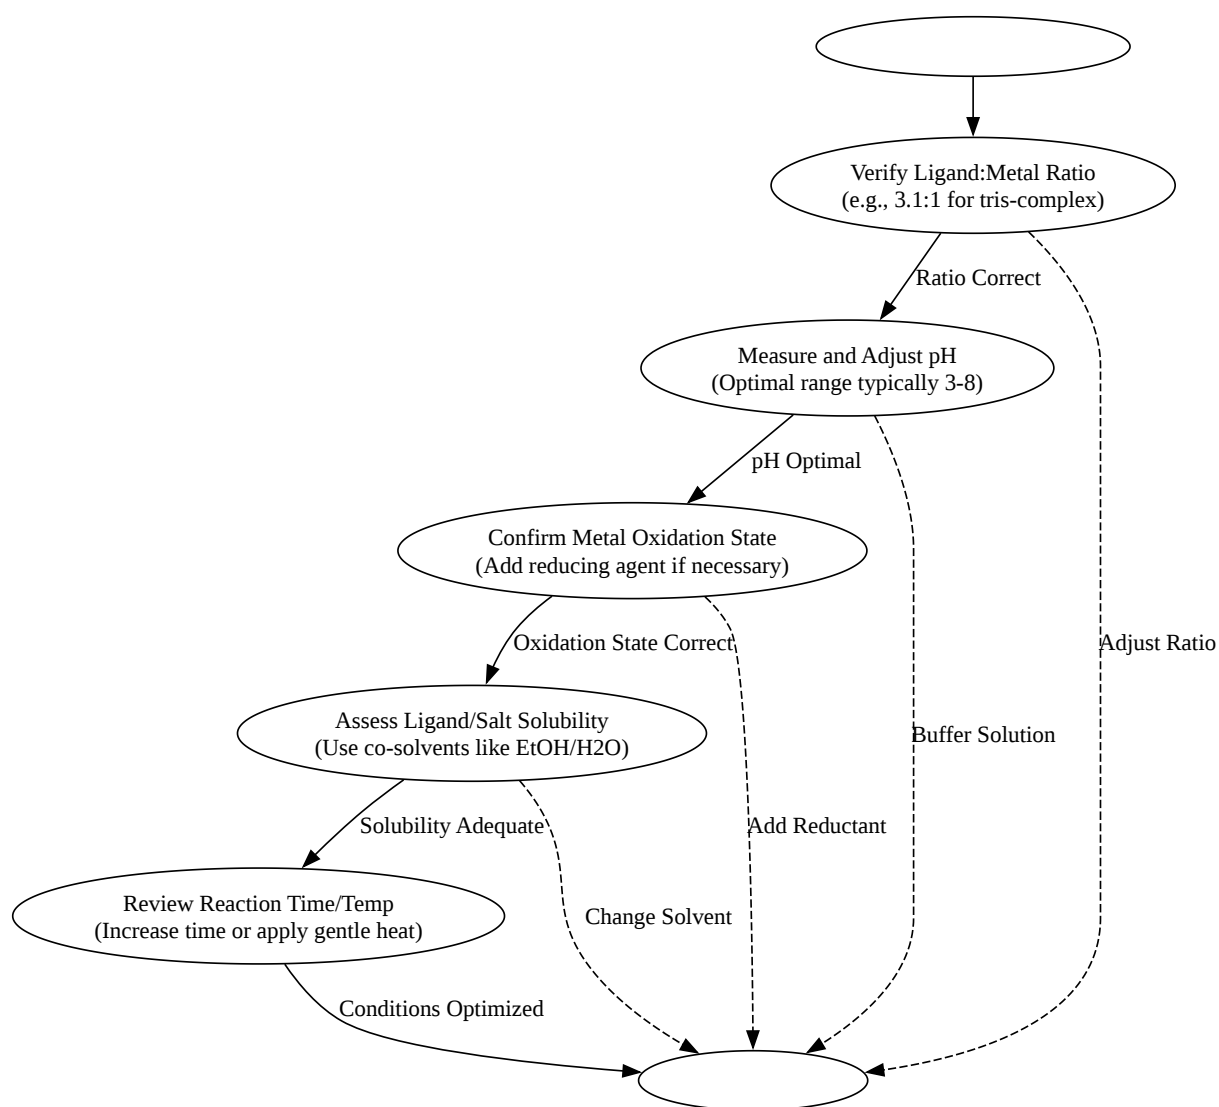 Verify Ligand:Metal Ratio
(e.g., 3.1:1 for tris-complex)
Ratio Correct
Measure and Adjust pH
(Optimal range typically 3-8)
pH Optimal
Confirm Metal Oxidation State
(Add reducing agent if necessary)
Oxidation State Correct
Adjust Ratio
Assess Ligand/Salt Solubility
(Use co-solvents like EtOH/H2O)
Buffer Solution
Solubility Adequate
Add Reductant
Review Reaction Time/Temp
(Increase time or apply gentle heat)
Change Solvent
Conditions Optimized